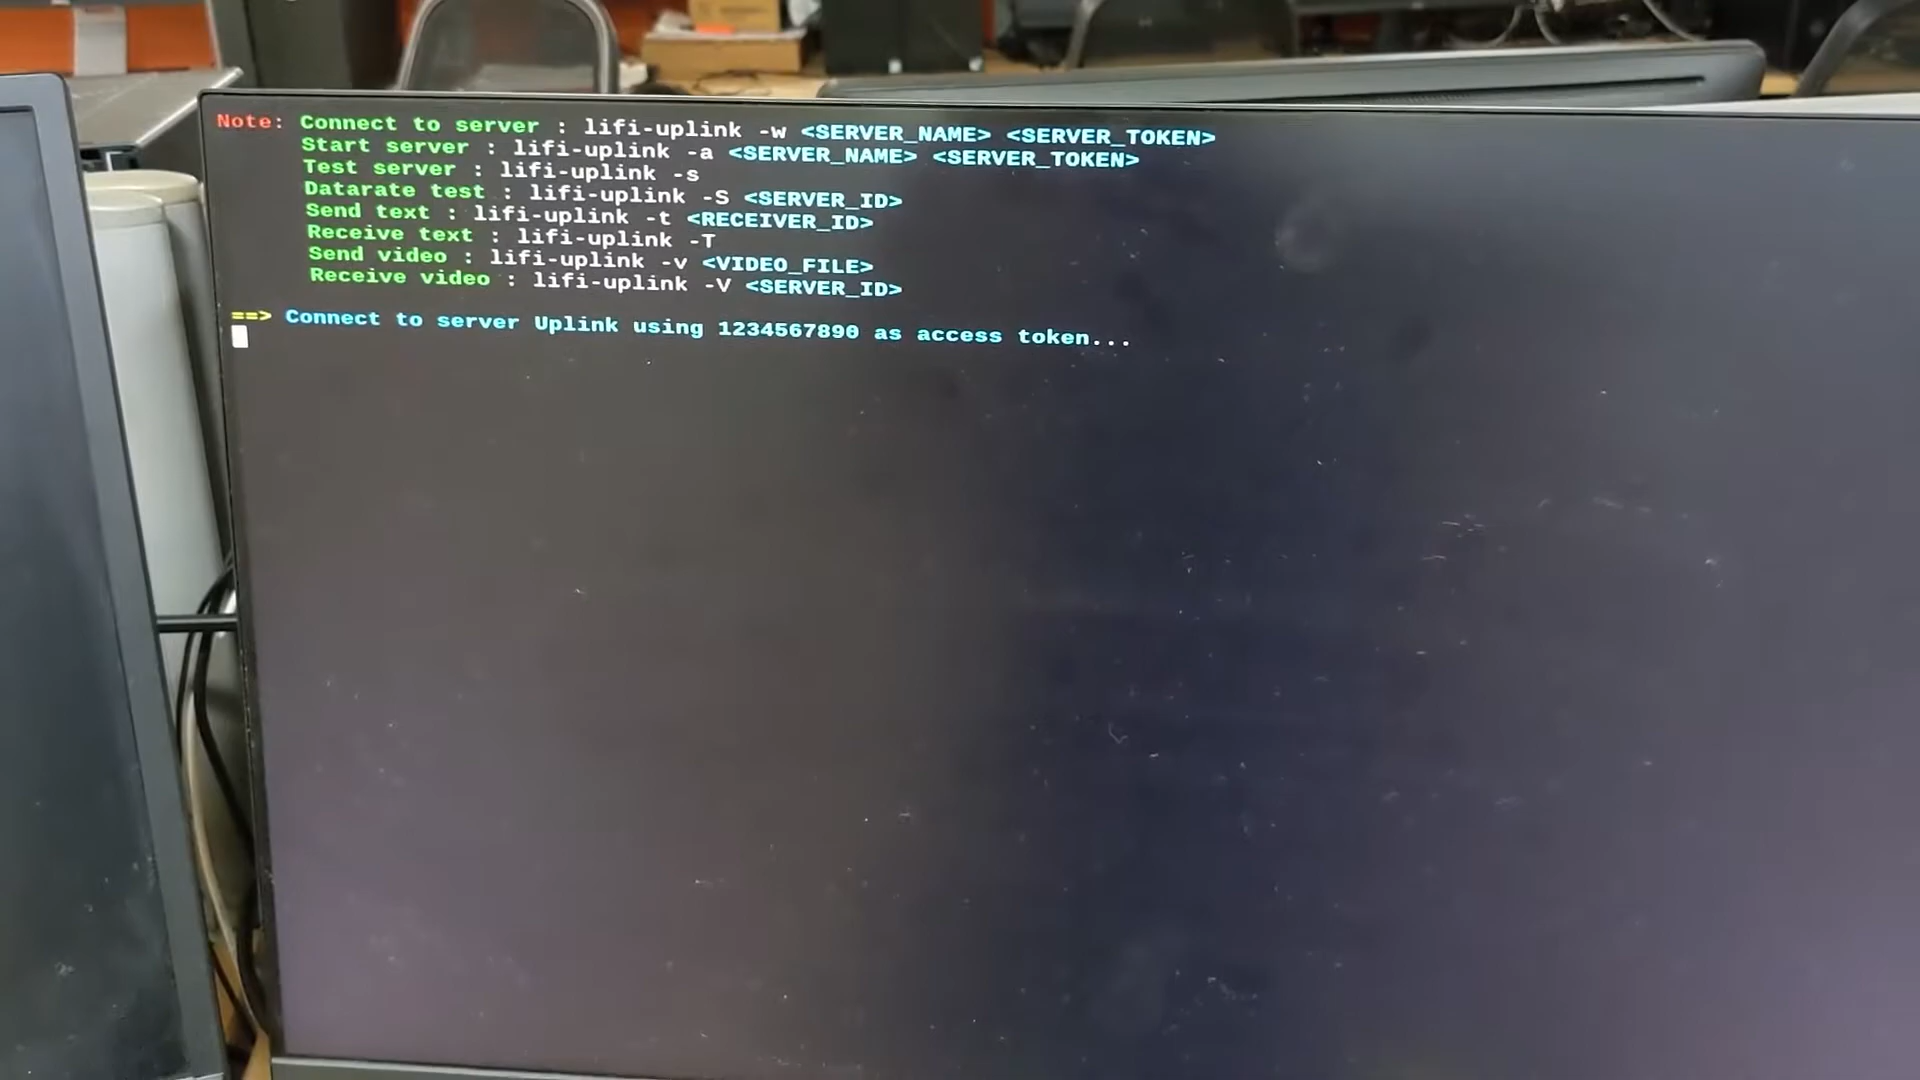 Note: Connect to server : lifi-uplink -w <SERVER_NAME> <SERVER_TOKEN>
Start server : lifi-uplink -a <SERVER_NAME> <SERVER_TOKEN>
Test server : lifi-uplink -s
Datarate test : lifi-uplink -S <SERVER_ID>
Send text : lifi-uplink -t <RECEIVER_ID>
Receive text : lifi-uplink -T
Send video : lifi-uplink -v <VIDEO_FILE>
Receive video : lifi-uplink -V <SERVER_ID>
==> Connect to server Uplink using 1234567890 as access token...